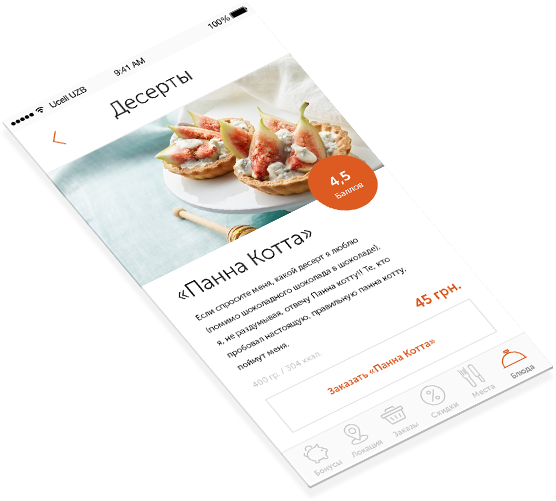 Ucell UZB 9:41 AM 100%
Десерты
4,5
Баллов
«Панна Котта»
Если спросите меня, какой десерт я люблю
(помимо шоколадного шоколада в шоколаде),
я, не раздумывая, отвечу Панна котту!! Те, кто
пробовал настоящую, правильную панна котту,
поймут меня.
400 гр. / 304 ккал.
45 грн.
Заказать «Панна Котта»
Бонусы Локация Заказы Скидки Места Блюда